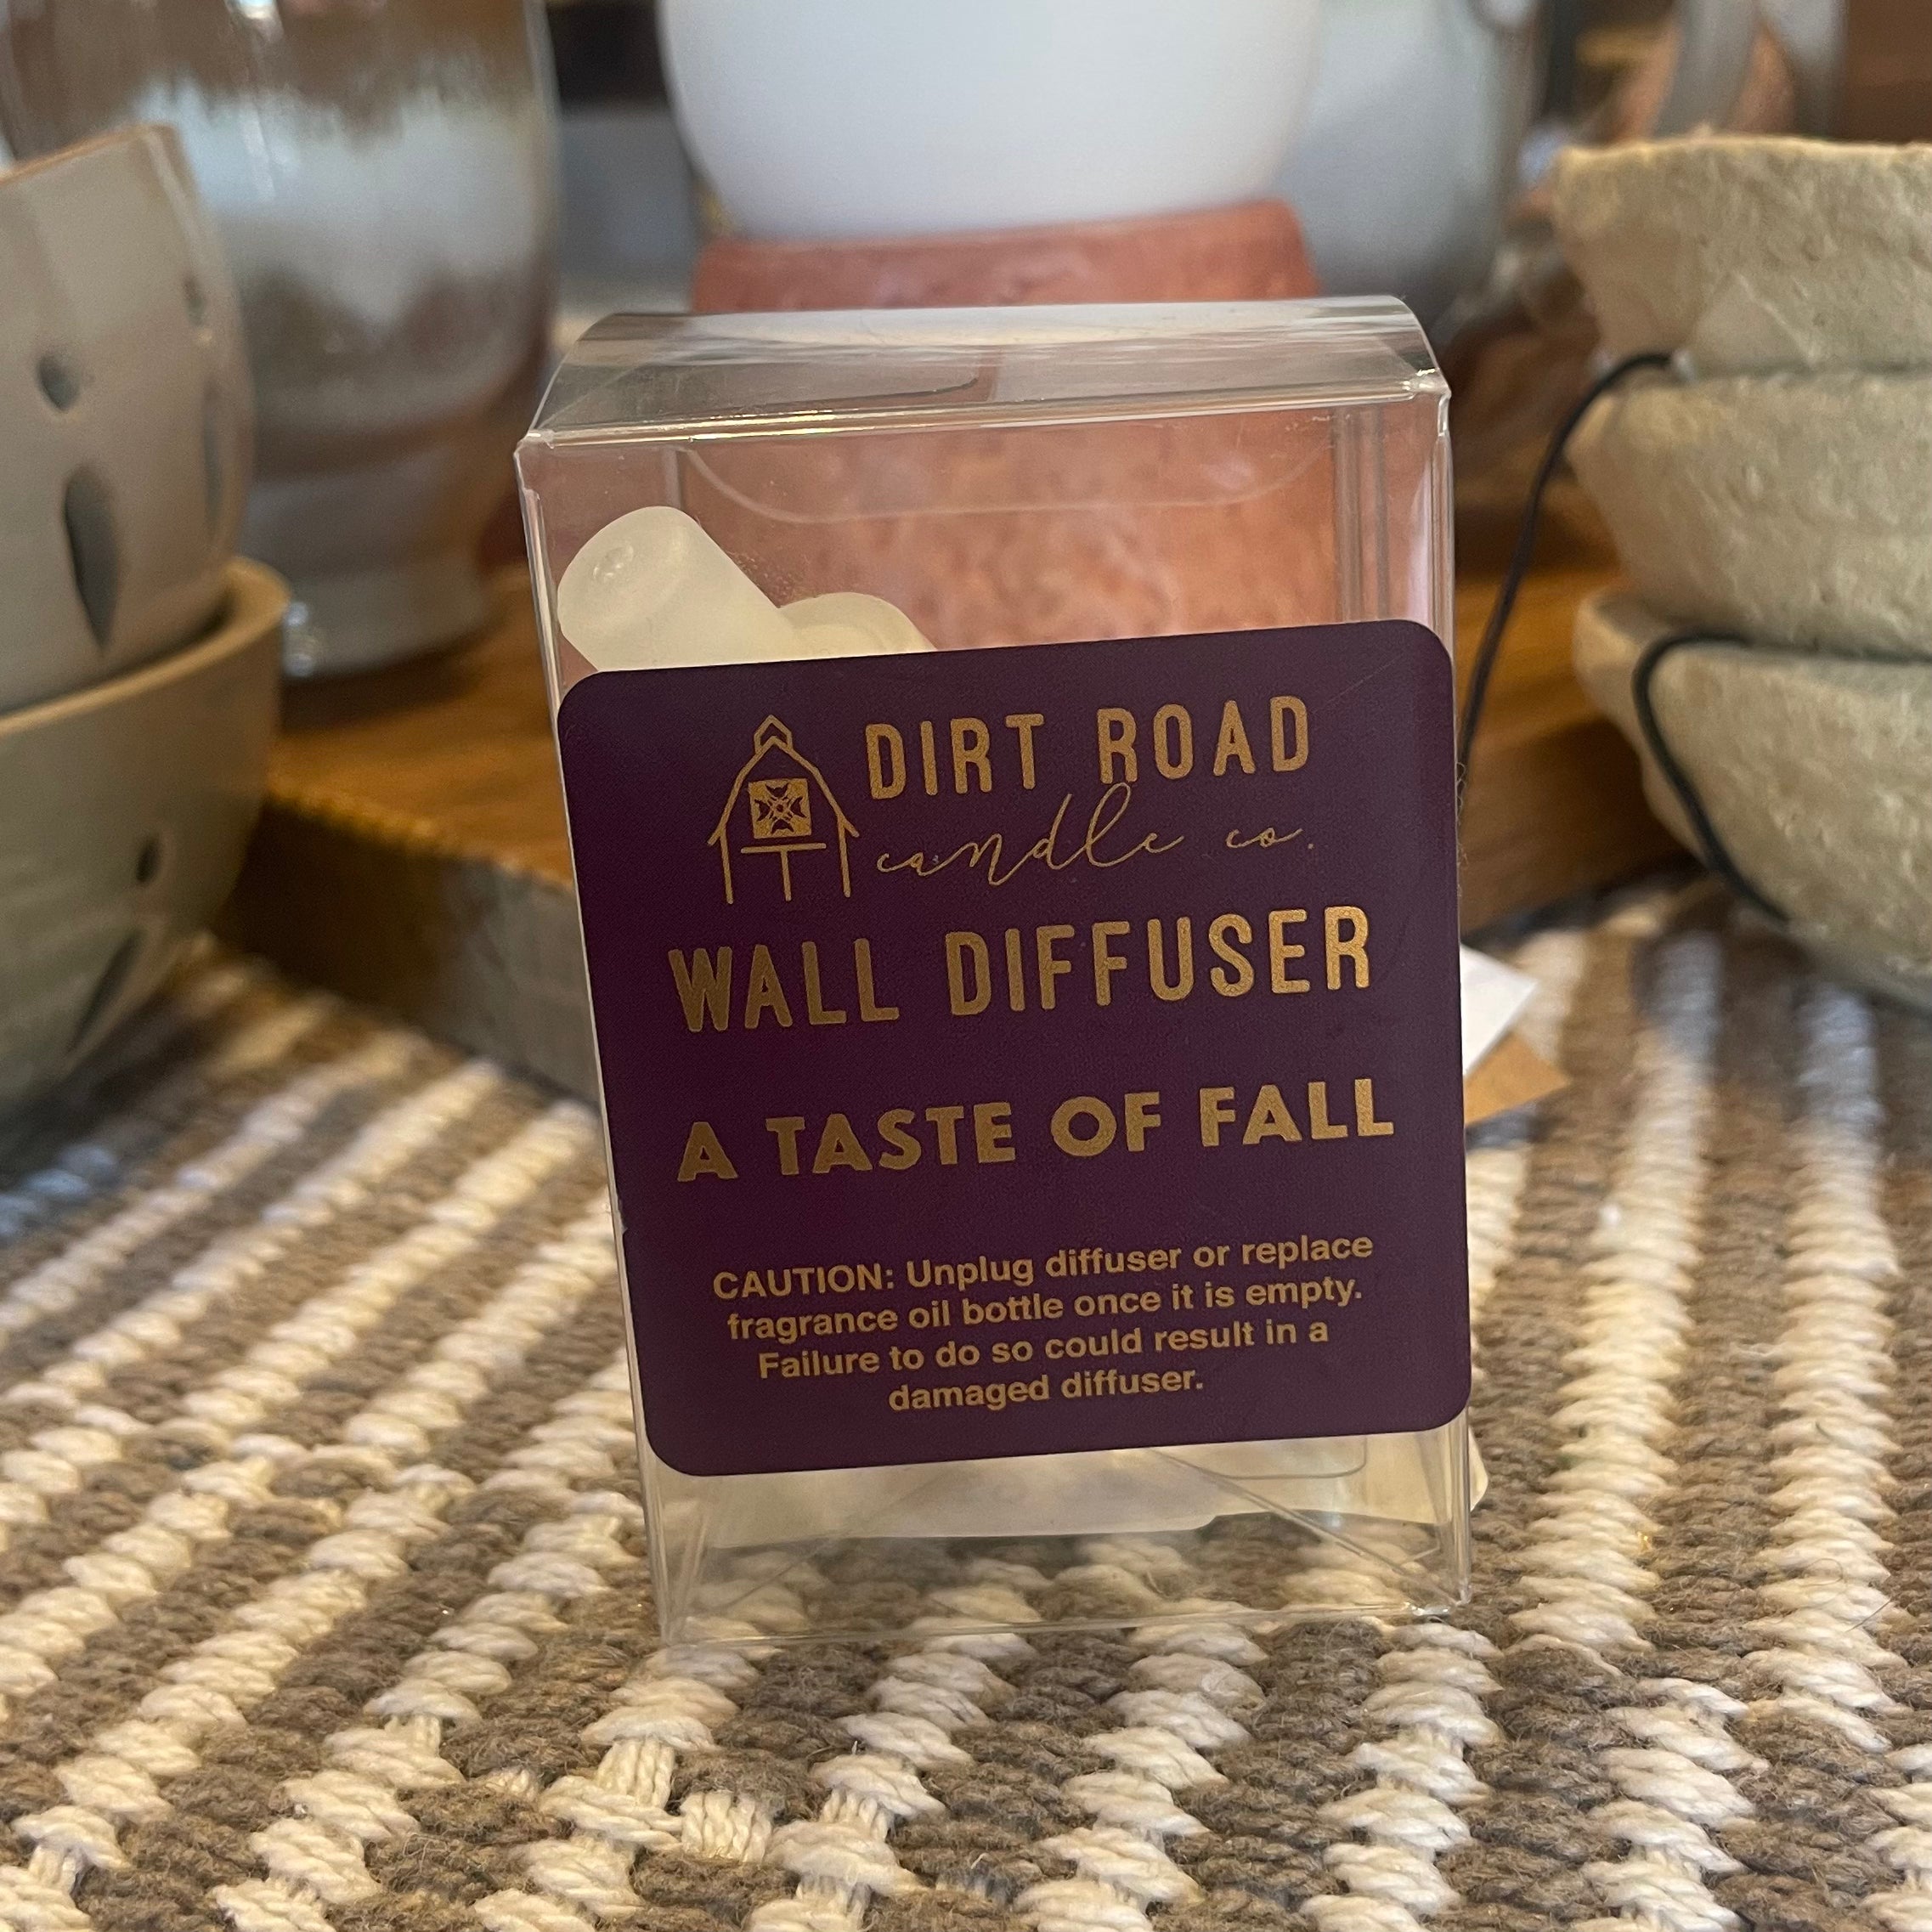 DIRT ROAD
candle co.
WALL DIFFUSER
A TASTE OF FALL
CAUTION: Unplug diffuser or replace
fragrance oil bottle once it is empty.
Failure to do so could result in a
damaged diffuser.